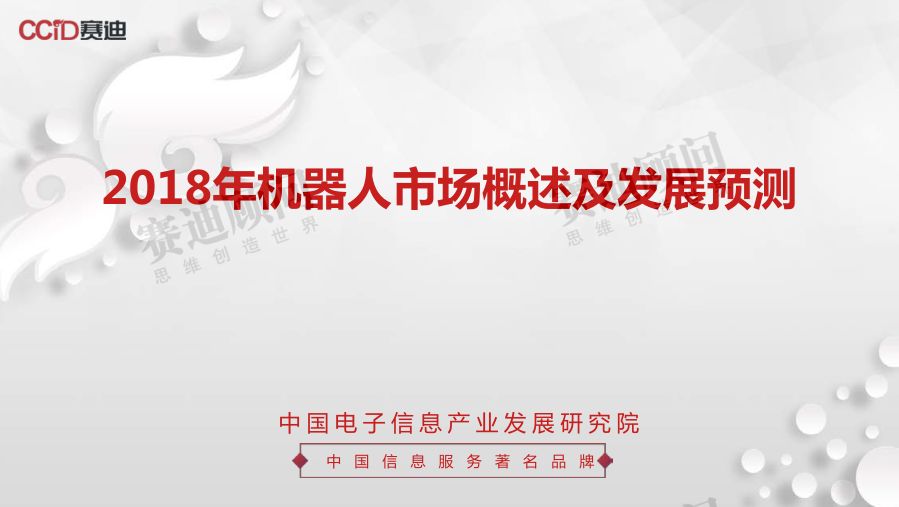 CCID赛迪
2018年机器人市场概述及发展预测
赛迪顾问
思维创造世界
赛迪顾问
思维创造
中国电子信息产业发展研究院
中国信息服务著名品牌